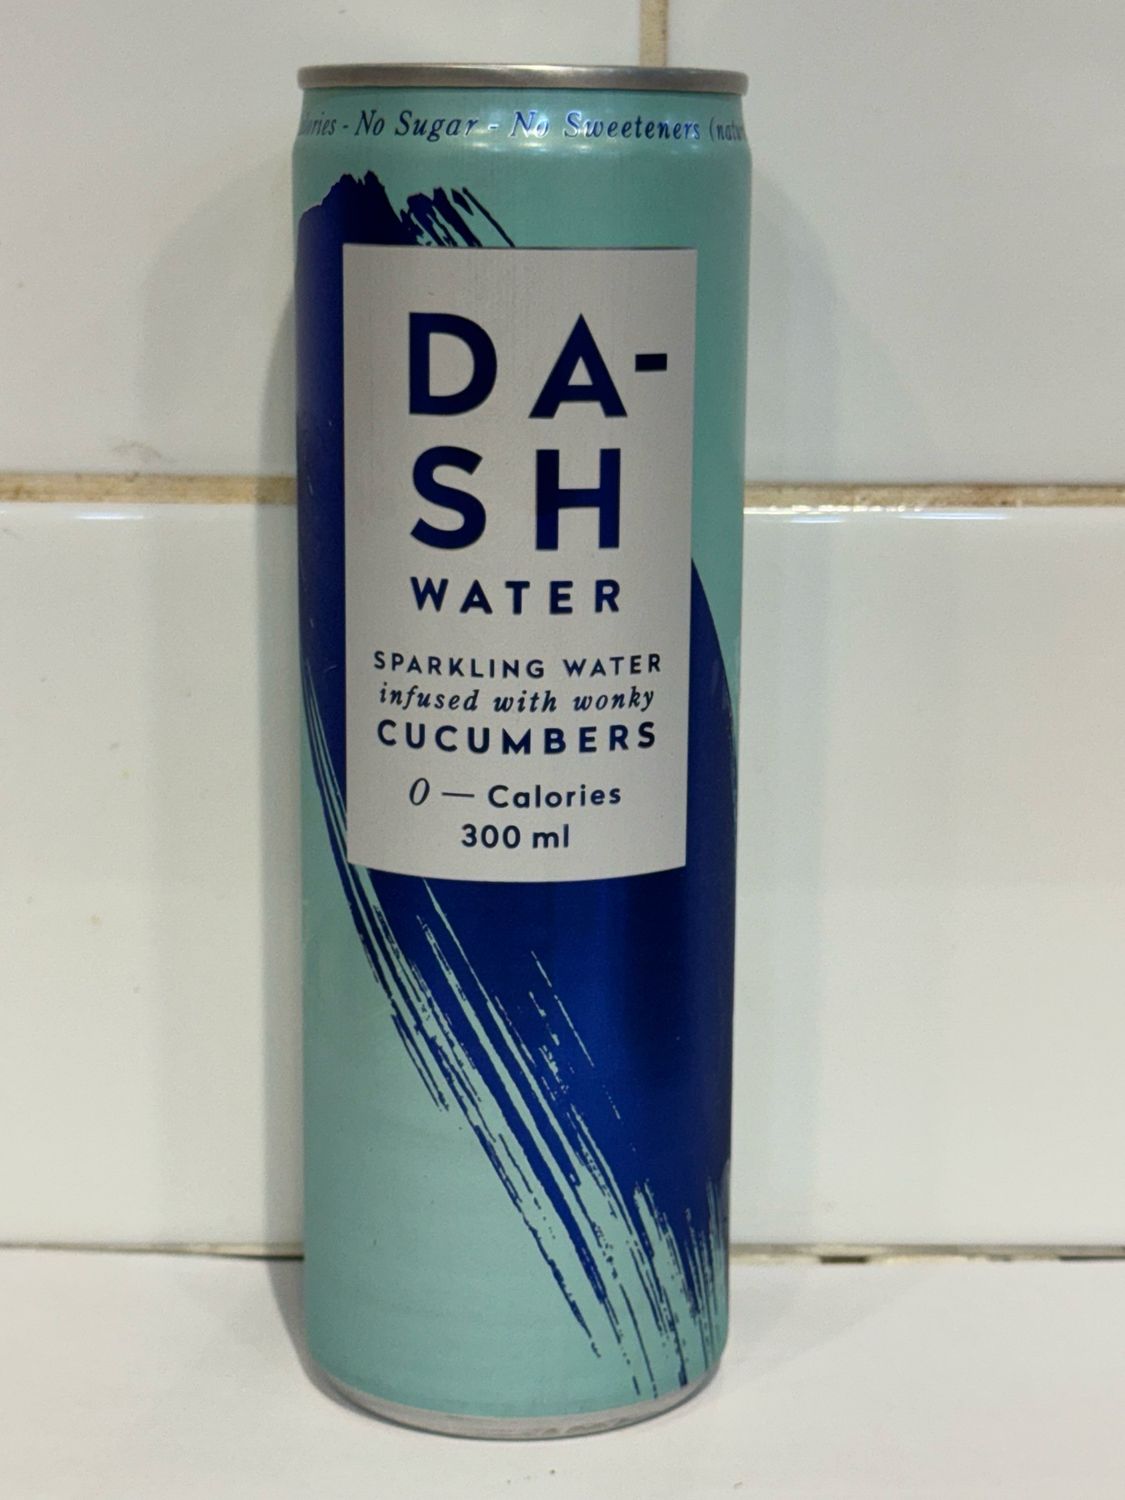 - No Sugar - No Sweeteners
DA-
SH
WATER
SPARKLING WATER
infused with wonky
CUCUMBERS
0 — Calories
300 ml